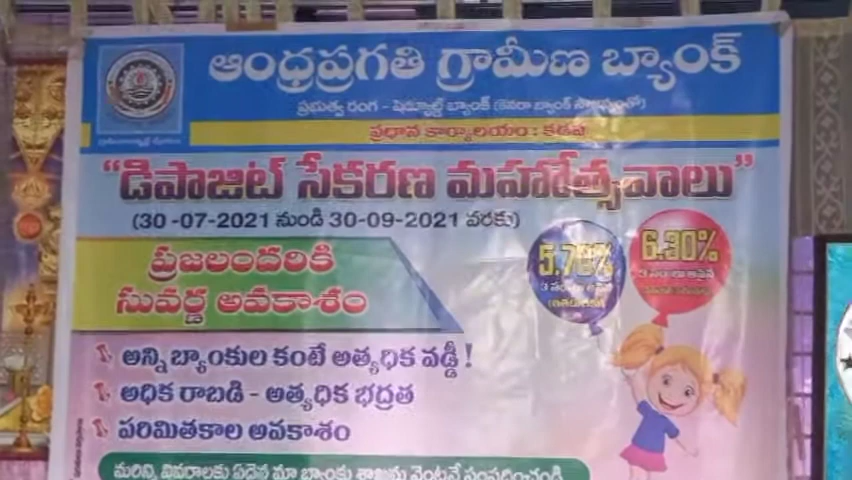 ఆంధ్రప్రగతి గ్రామీణ బ్యాంక్
ప్రభుత్వ రంగ - షెడ్యూల్డ్ బ్యాంక్ (కెనరా బ్యాంక్
ప్రధాన కార్యాలయం : కడప
"డిపాజిట్ సేకరణ మహోత్సవాలు"
(30 -07-2021 నుండి 30-09-2021 వరకు)
ప్రజలందరికి
సువర్ణ అవకాశం
5.75%
6.30%
అన్ని బ్యాంకుల కంటే అత్యధిక వడ్డీ !
అధిక రాబడి - అత్యధిక భద్రత
పరిమితకాల అవకాశం
మరిన్ని వివరాలకు ఏదైన మా బ్యాంకు శాఖను వెంటనే సంప్రదించండి